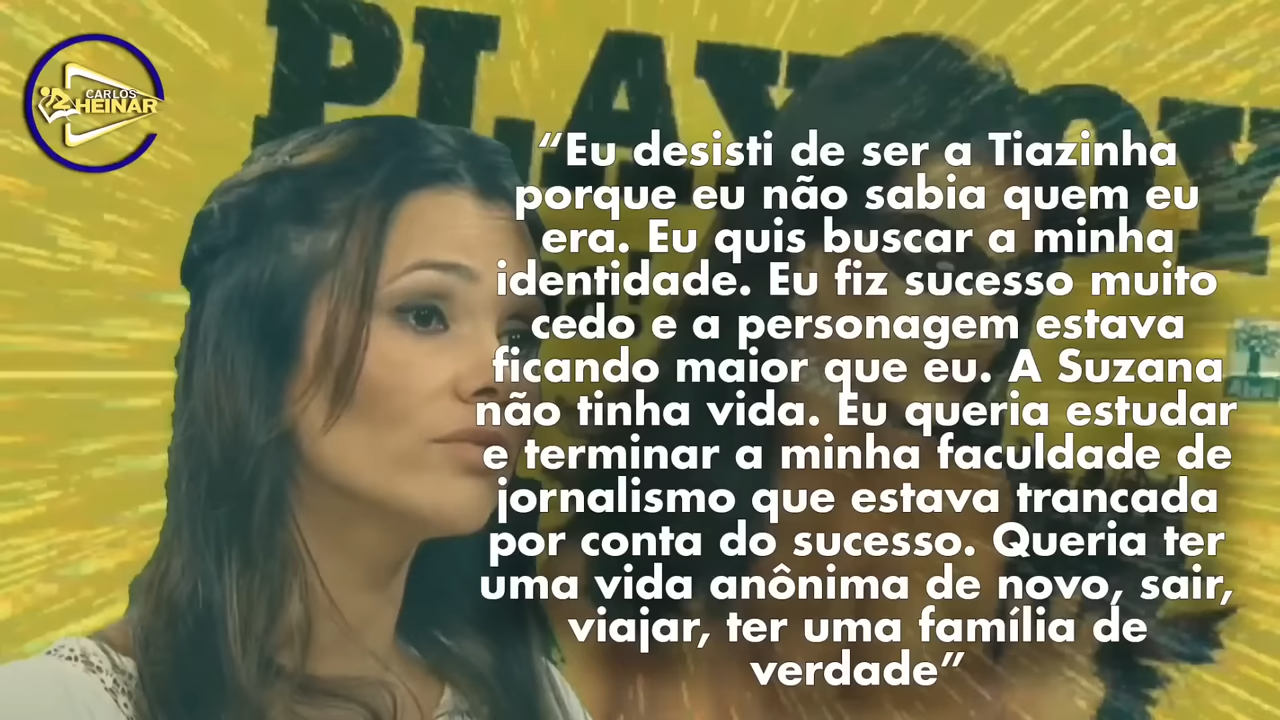 PLAYBOY
CARLOS
HEINAR
“Eu desisti de ser a Tiazinha
porque eu não sabia quem eu
era. Eu quis buscar a minha
identidade. Eu fiz sucesso muito
cedo e a personagem estava
ficando maior que eu. A Suzana
não tinha vida. Eu queria estudar
e terminar a minha faculdade de
jornalismo que estava trancada
por conta do sucesso. Queria ter
uma vida anônima de novo, sair,
viajar, ter uma família de
verdade”
Abril